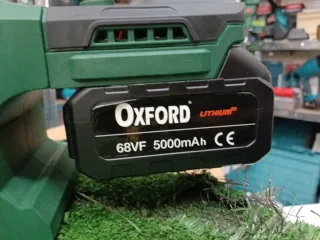 OXFORD® LITHIUM
68VF 5000mAh CE